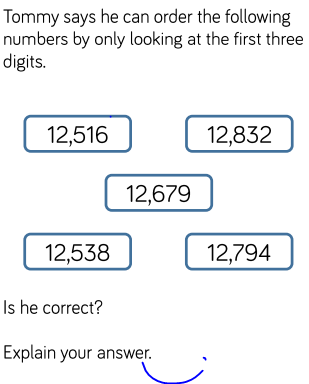 Tommy says he can order the following
numbers by only looking at the first three
digits.
12,516 12,832
12,679
12,538 12,794
Is he correct?
Explain your answer.